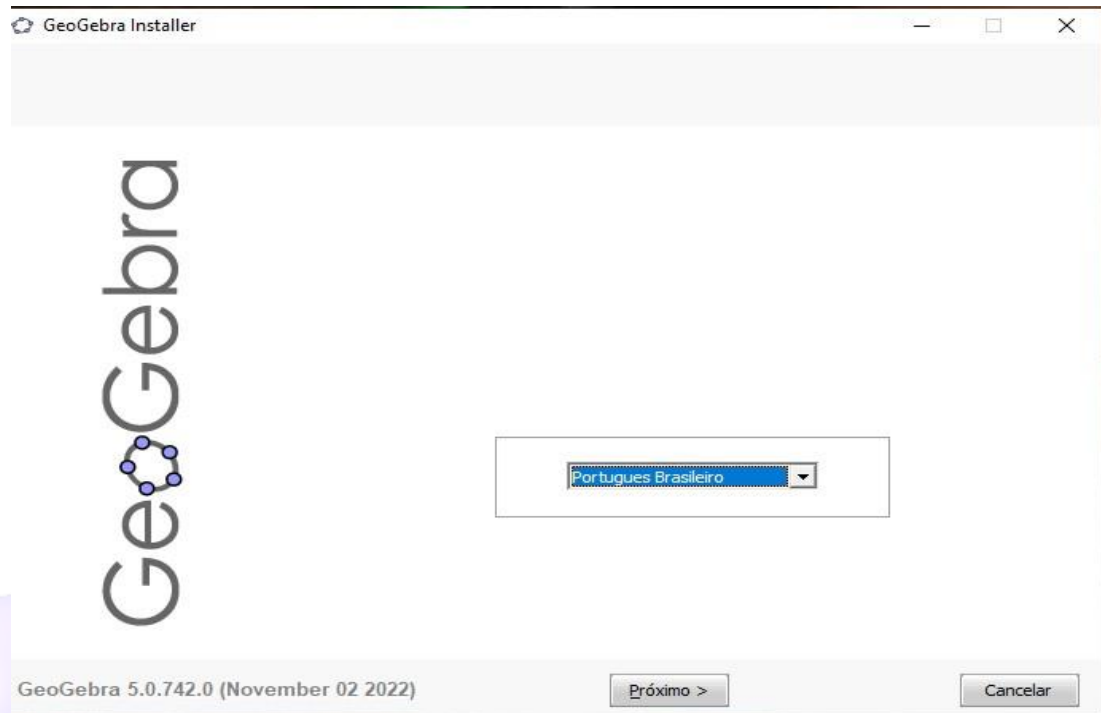 GeoGebra Installer
GeoGebra
Portugues Brasileiro
GeoGebra 5.0.742.0 (November 02 2022)
Próximo >
Cancelar